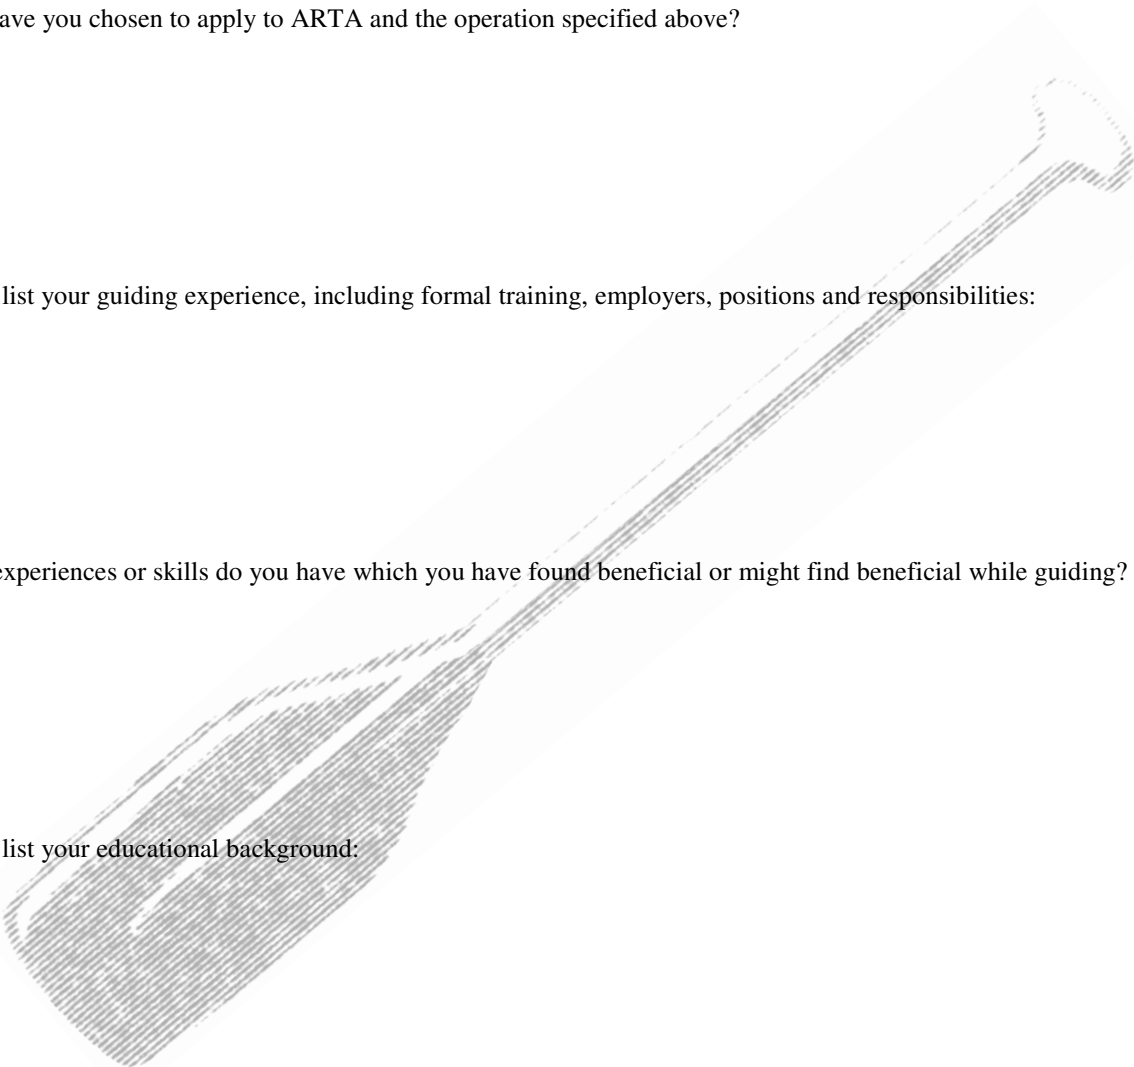 ave you chosen to apply to ARTA and the operation specified above?
list your guiding experience, including formal training, employers, positions and responsibilities:
experiences or skills do you have which you have found beneficial or might find beneficial while guiding?
list your educational background: